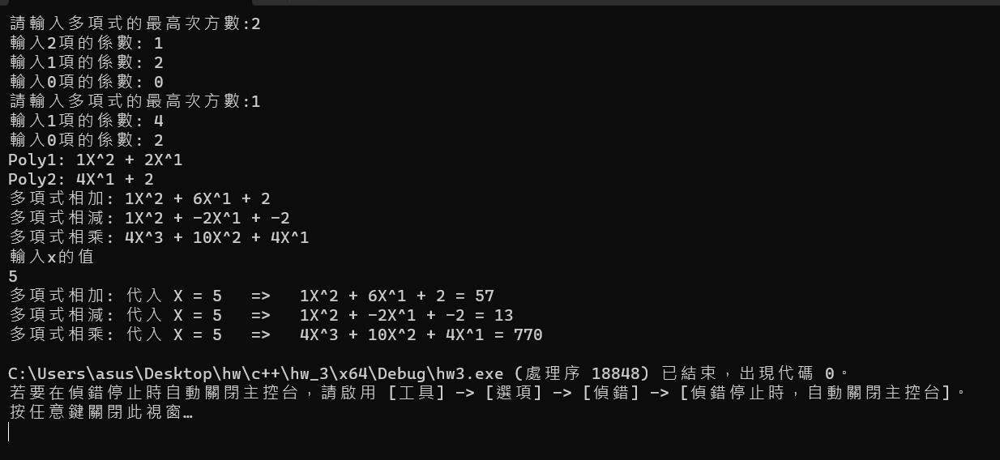 請輸入多項式的最高次方數:2
輸入2項的係數: 1
輸入1項的係數: 2
輸入0項的係數: 0
請輸入多項式的最高次方數:1
輸入1項的係數: 4
輸入0項的係數: 2
Poly1: 1X^2 + 2X^1
Poly2: 4X^1 + 2
多項式相加: 1X^2 + 6X^1 + 2
多項式相減: 1X^2 + -2X^1 + -2
多項式相乘: 4X^3 + 10X^2 + 4X^1
輸入x的值
5
多項式相加: 代入 X = 5   =>   1X^2 + 6X^1 + 2 = 57
多項式相減: 代入 X = 5   =>   1X^2 + -2X^1 + -2 = 13
多項式相乘: 代入 X = 5   =>   4X^3 + 10X^2 + 4X^1 = 770
C:\Users\asus\Desktop\hw\c++\hw_3\x64\Debug\hw3.exe (處理序 18848) 已結束，出現代碼 0。
若要在偵錯停止時自動關閉主控台，請啟用 [工具] -> [選項] -> [偵錯] -> [偵錯停止時，自動關閉主控台]。
按任意鍵關閉此視窗…